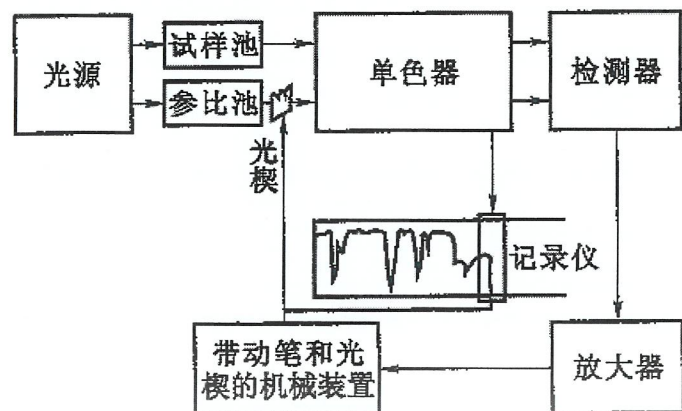 光源
试样池
参比池
单色器
检测器
光
楔
记录仪
带动笔和光
楔的机械装置
放大器